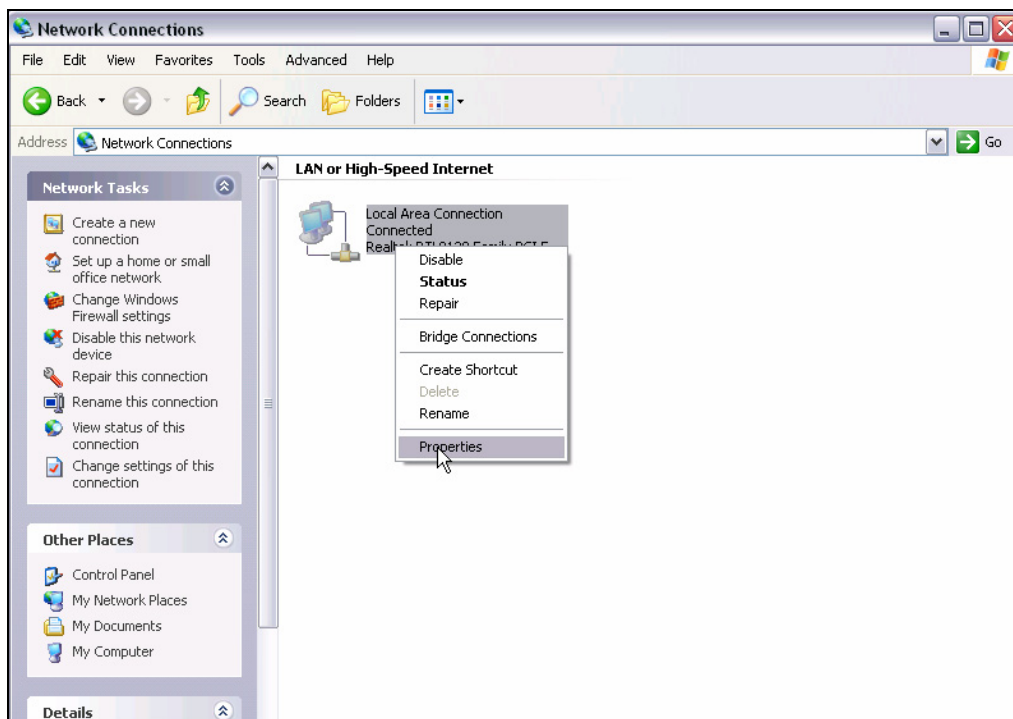 Network Connections
File Edit View Favorites Tools Advanced Help
Back Search Folders
Address Network Connections Go
Network Tasks
Create a new
connection
Set up a home or small
office network
Change Windows
Firewall settings
Disable this network
device
Repair this connection
Rename this connection
View status of this
connection
Change settings of this
connection
Other Places
Control Panel
My Network Places
My Documents
My Computer
Details
LAN or High-Speed Internet
Local Area Connection
Connected
Disable
Status
Repair
Bridge Connections
Create Shortcut
Delete
Rename
Properties